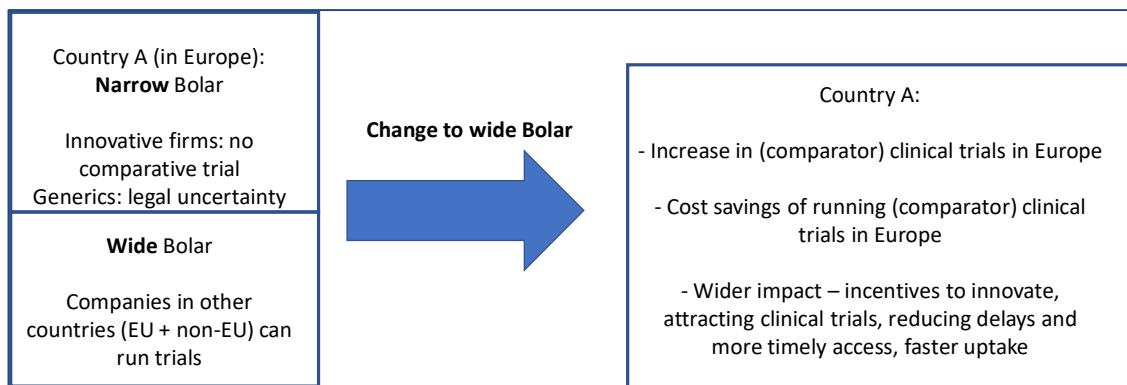 Country A (in Europe):
Narrow Bolar
Innovative firms: no
comparative trial
Generics: legal uncertainty
Wide Bolar
Companies in other
countries (EU + non-EU) can
run trials
Change to wide Bolar
Country A:
- Increase in (comparator) clinical trials in Europe
- Cost savings of running (comparator) clinical
trials in Europe
- Wider impact – incentives to innovate,
attracting clinical trials, reducing delays and
more timely access, faster uptake